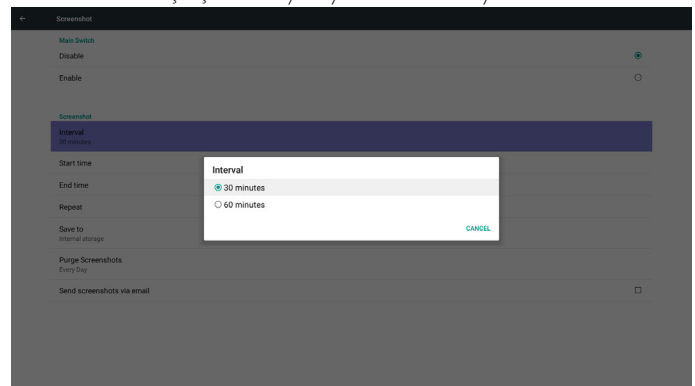 Screenshot
Main Switch
Disable
Enable
Screenshot
Interval
30 minutes
Start time
End time
Repeat
Save to
Internal storage
Purge Screenshots
Every Day
Send screenshots via email
Interval
30 minutes
60 minutes
CANCEL